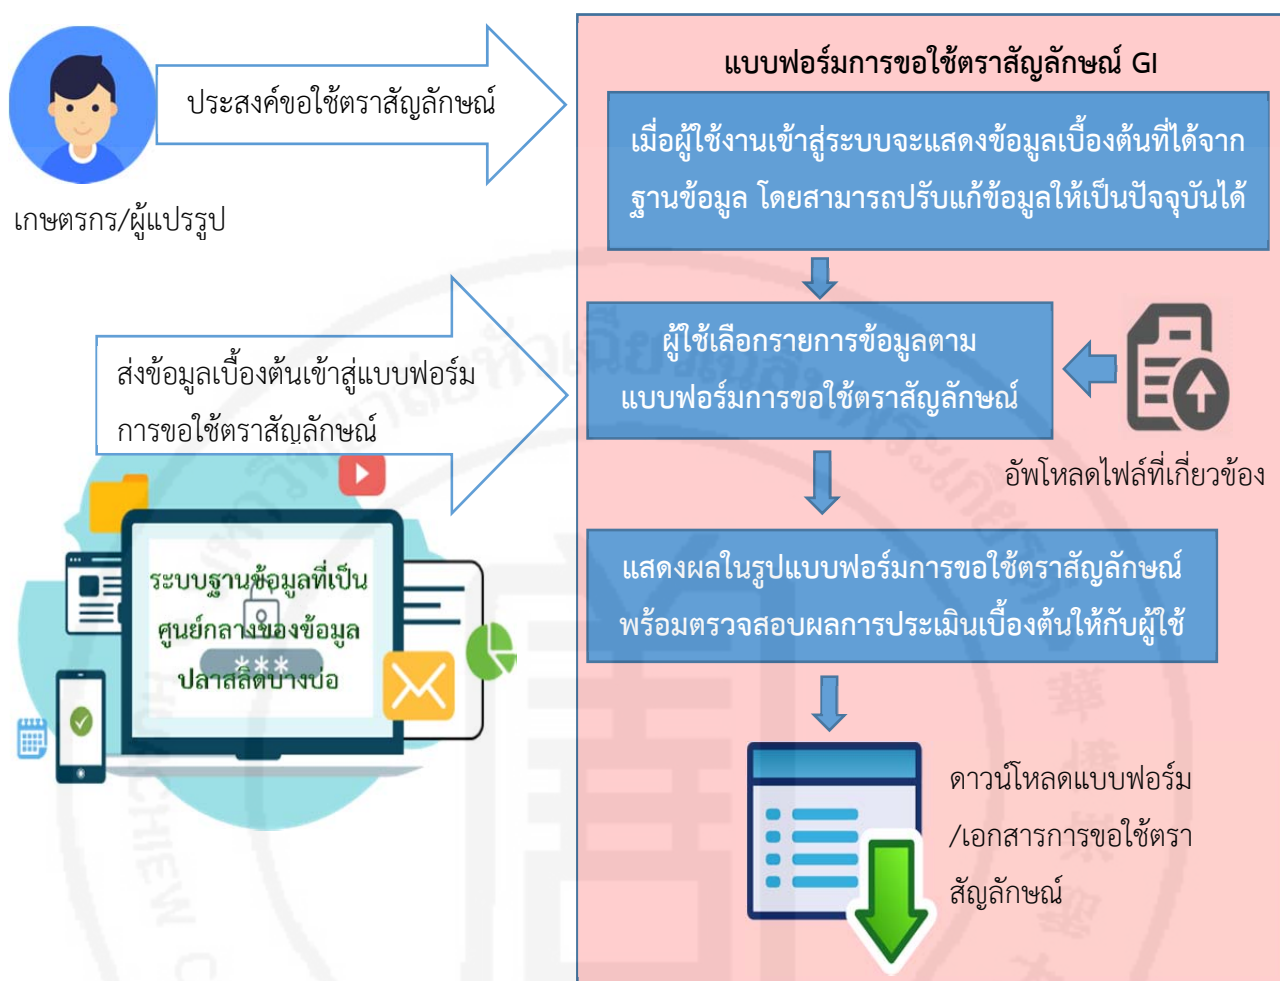 ประสงค์ขอใช้ตราสัญลักษณ์
เกษตรกร/ผู้แปรรูป
ส่งข้อมูลเบื้องต้นเข้าสู่แบบฟอร์ม
การขอใช้ตราสัญลักษณ์
ระบบฐานข้อมูลที่เป็น
ศูนย์กลางของข้อมูล
ปลาสลิดบางบ่อ
***
แบบฟอร์มการขอใช้ตราสัญลักษณ์ GI
เมื่อผู้ใช้งานเข้าสู่ระบบจะแสดงข้อมูลเบื้องต้นที่ได้จาก
ฐานข้อมูล โดยสามารถปรับแก้ข้อมูลให้เป็นปัจจุบันได้
ผู้ใช้เลือกรายการข้อมูลตาม
แบบฟอร์มการขอใช้ตราสัญลักษณ์
อัพโหลดไฟล์ที่เกี่ยวข้อง
แสดงผลในรูปแบบฟอร์มการขอใช้ตราสัญลักษณ์
พร้อมตรวจสอบผลการประเมินเบื้องต้นให้กับผู้ใช้
ดาวน์โหลดแบบฟอร์ม
/เอกสารการขอใช้ตรา
สัญลักษณ์